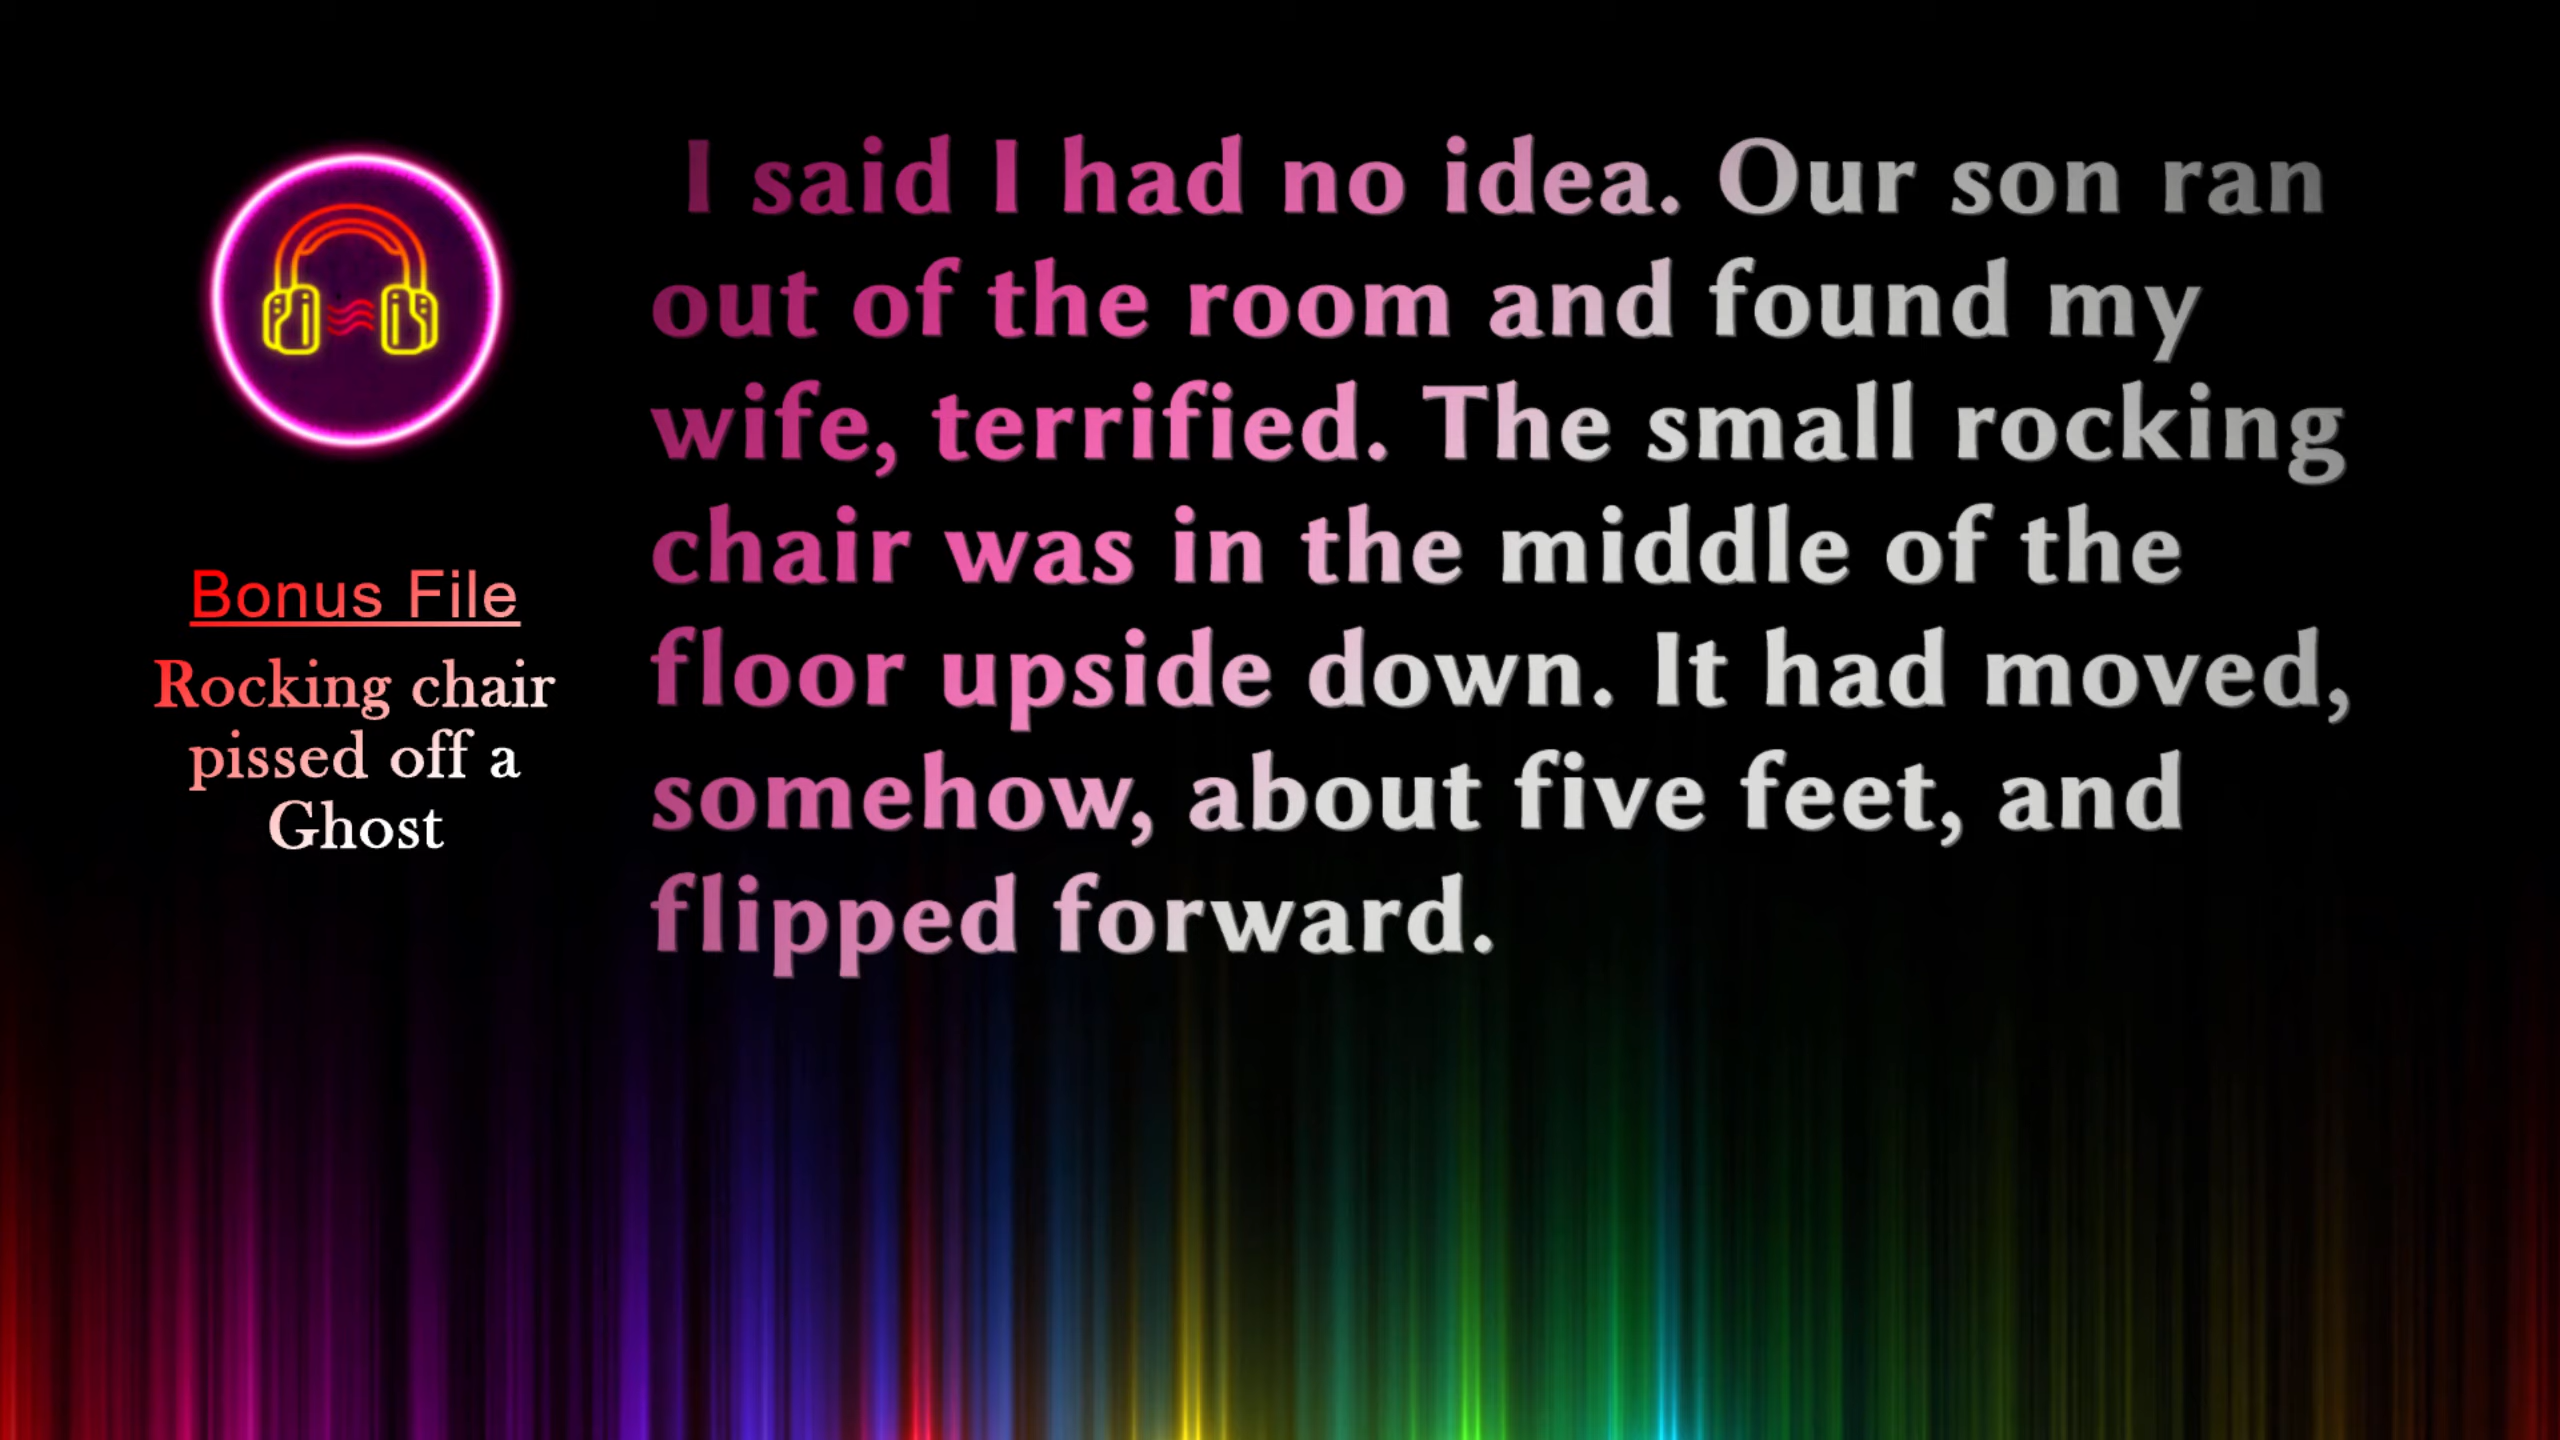 Bonus File
Rocking chair
pissed off a
Ghost
I said I had no idea. Our son ran
out of the room and found my
wife, terrified. The small rocking
chair was in the middle of the
floor upside down. It had moved,
somehow, about five feet, and
flipped forward.